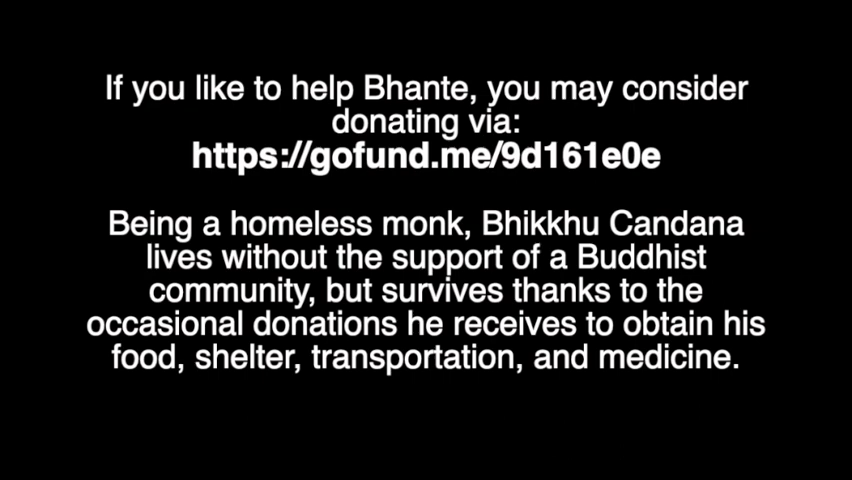 If you like to help Bhante, you may consider
donating via:
https://gofund.me/9d161e0e
Being a homeless monk, Bhikkhu Candana
lives without the support of a Buddhist
community, but survives thanks to the
occasional donations he receives to obtain his
food, shelter, transportation, and medicine.